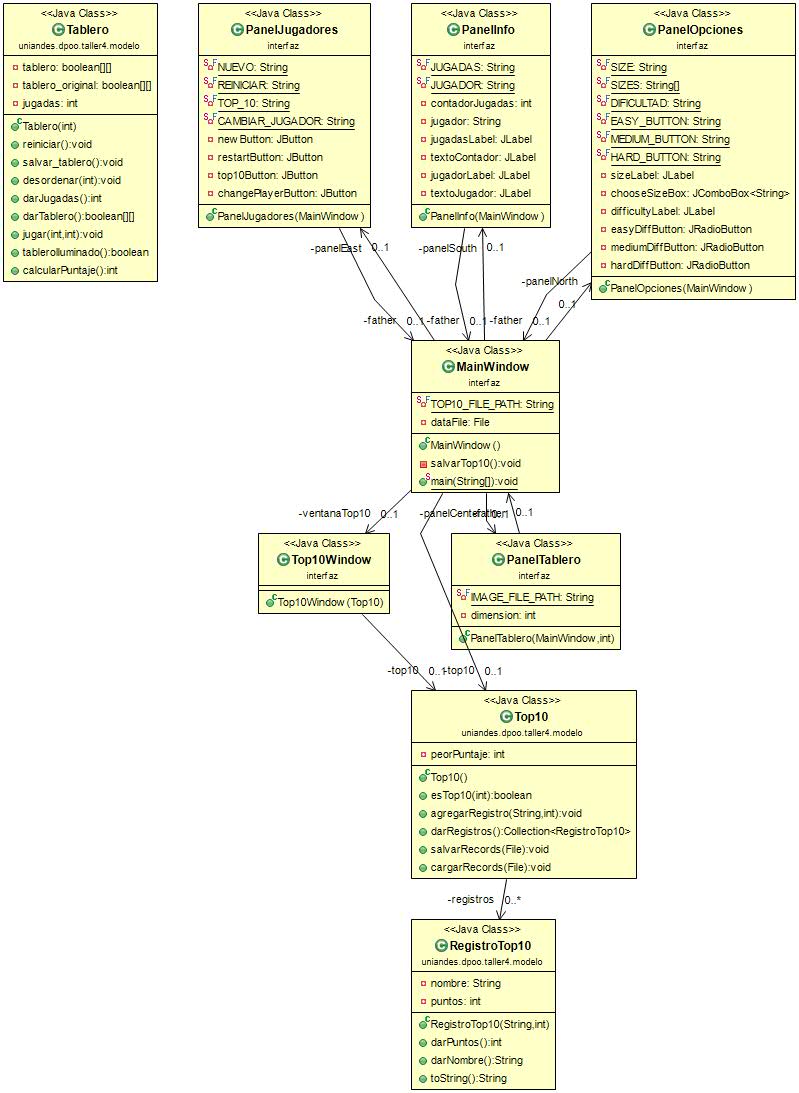 <<Java Class>>
Tablero
uniandes.dpoo.taller4.modelo
tablero: boolean[][]
tablero_original: boolean[][]
jugadas: int
Tablero(int)
reiniciar():void
salvar_tablero():void
desordenar(int):void
darJugadas():int
darTablero():boolean[][]
jugar(int,int):void
tableroIluminado():boolean
calcularPuntaje():int
<<Java Class>>
PanelJugadores
interfaz
NUEVO: String
REINICIAR: String
TOP_10: String
CAMBIAR_JUGADOR: String
newButton: JButton
restartButton: JButton
top10Button: JButton
changePlayerButton: JButton
PanelJugadores(MainWindow)
<<Java Class>>
PanelInfo
interfaz
JUGADAS: String
JUGADOR: String
contadorJugadas: int
jugador: String
jugadasLabel: JLabel
textoContador: JLabel
jugadorLabel: JLabel
textoJugador: JLabel
PanelInfo(MainWindow)
<<Java Class>>
PanelOpciones
interfaz
SIZE: String
SIZES: String[]
DIFICULTAD: String
EASY_BUTTON: String
MEDIUM_BUTTON: String
HARD_BUTTON: String
sizeLabel: JLabel
chooseSizeBox: JComboBox<String>
difficultyLabel: JLabel
easyDiffButton: JRadioButton
mediumDiffButton: JRadioButton
hardDiffButton: JRadioButton
PanelOpciones(MainWindow)
-panelEast 0..1
-panelSouth 0..1
-panelNorth
0..1
-father 0..1
-father 0..1
-father 0..1
<<Java Class>>
MainWindow
interfaz
TOP10_FILE_PATH: String
dataFile: File
MainWindow()
salvarTop10():void
main(String[]):void
-ventanaTop10 0..1
-panelCenter 0..1
-father 0..1
<<Java Class>>
Top10Window
interfaz
Top10Window(Top10)
<<Java Class>>
PanelTablero
interfaz
IMAGE_FILE_PATH: String
dimension: int
PanelTablero(MainWindow,int)
-top10 0..1
-top10 0..1
<<Java Class>>
Top10
uniandes.dpoo.taller4.modelo
peorPuntaje: int
Top10()
esTop10(int):boolean
agregarRegistro(String,int):void
darRegistros():Collection<RegistroTop10>
salvarRecords(File):void
cargarRecords(File):void
-registros 0..*
<<Java Class>>
RegistroTop10
uniandes.dpoo.taller4.modelo
nombre: String
puntos: int
RegistroTop10(String,int)
darPuntos():int
darNombre():String
toString():String